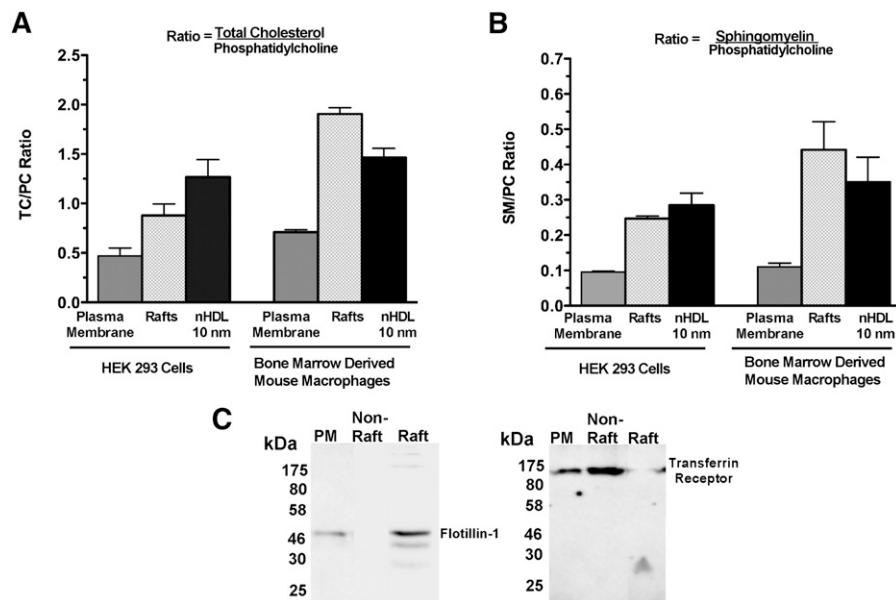 A
Ratio = Total Cholesterol
Phosphatidylcholine
TC/PC Ratio
2.5
2.0
1.5
1.0
0.5
0.0
Plasma Membrane
Rafts
nHDL 10 nm
Plasma Membrane
Rafts
nHDL 10 nm
HEK 293 Cells
Bone Marrow Derived
Mouse Macrophages
B
Ratio = Sphingomyelin
Phosphatidylcholine
SM/PC Ratio
0.7
0.6
0.5
0.4
0.3
0.2
0.1
0.0
Plasma Membrane
Rafts
nHDL 10 nm
Plasma Membrane
Rafts
nHDL 10 nm
HEK 293 Cells
Bone Marrow Derived
Mouse Macrophages
C
kDa
PM
Non-Raft
Raft
175
80
58
46
30
25
Flotillin-1
kDa
PM
Non-Raft
Raft
175
80
58
46
30
25
Transferrin
Receptor